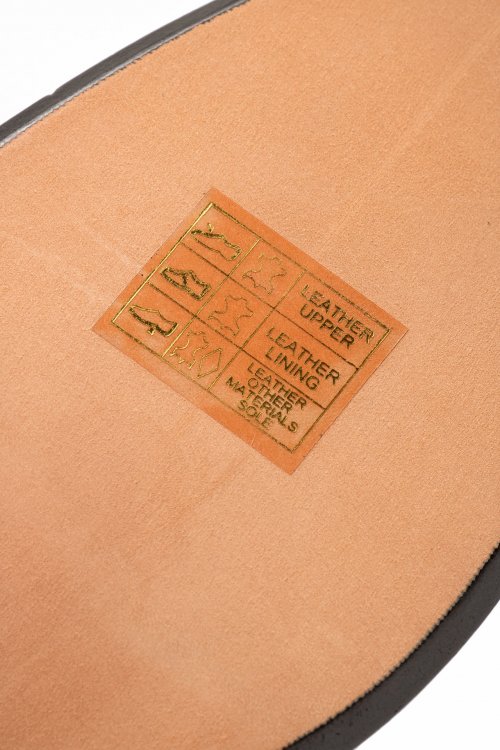 LEATHER
UPPER
LEATHER
LINING
LEATHER
OTHER
MATERIALS
SOLE